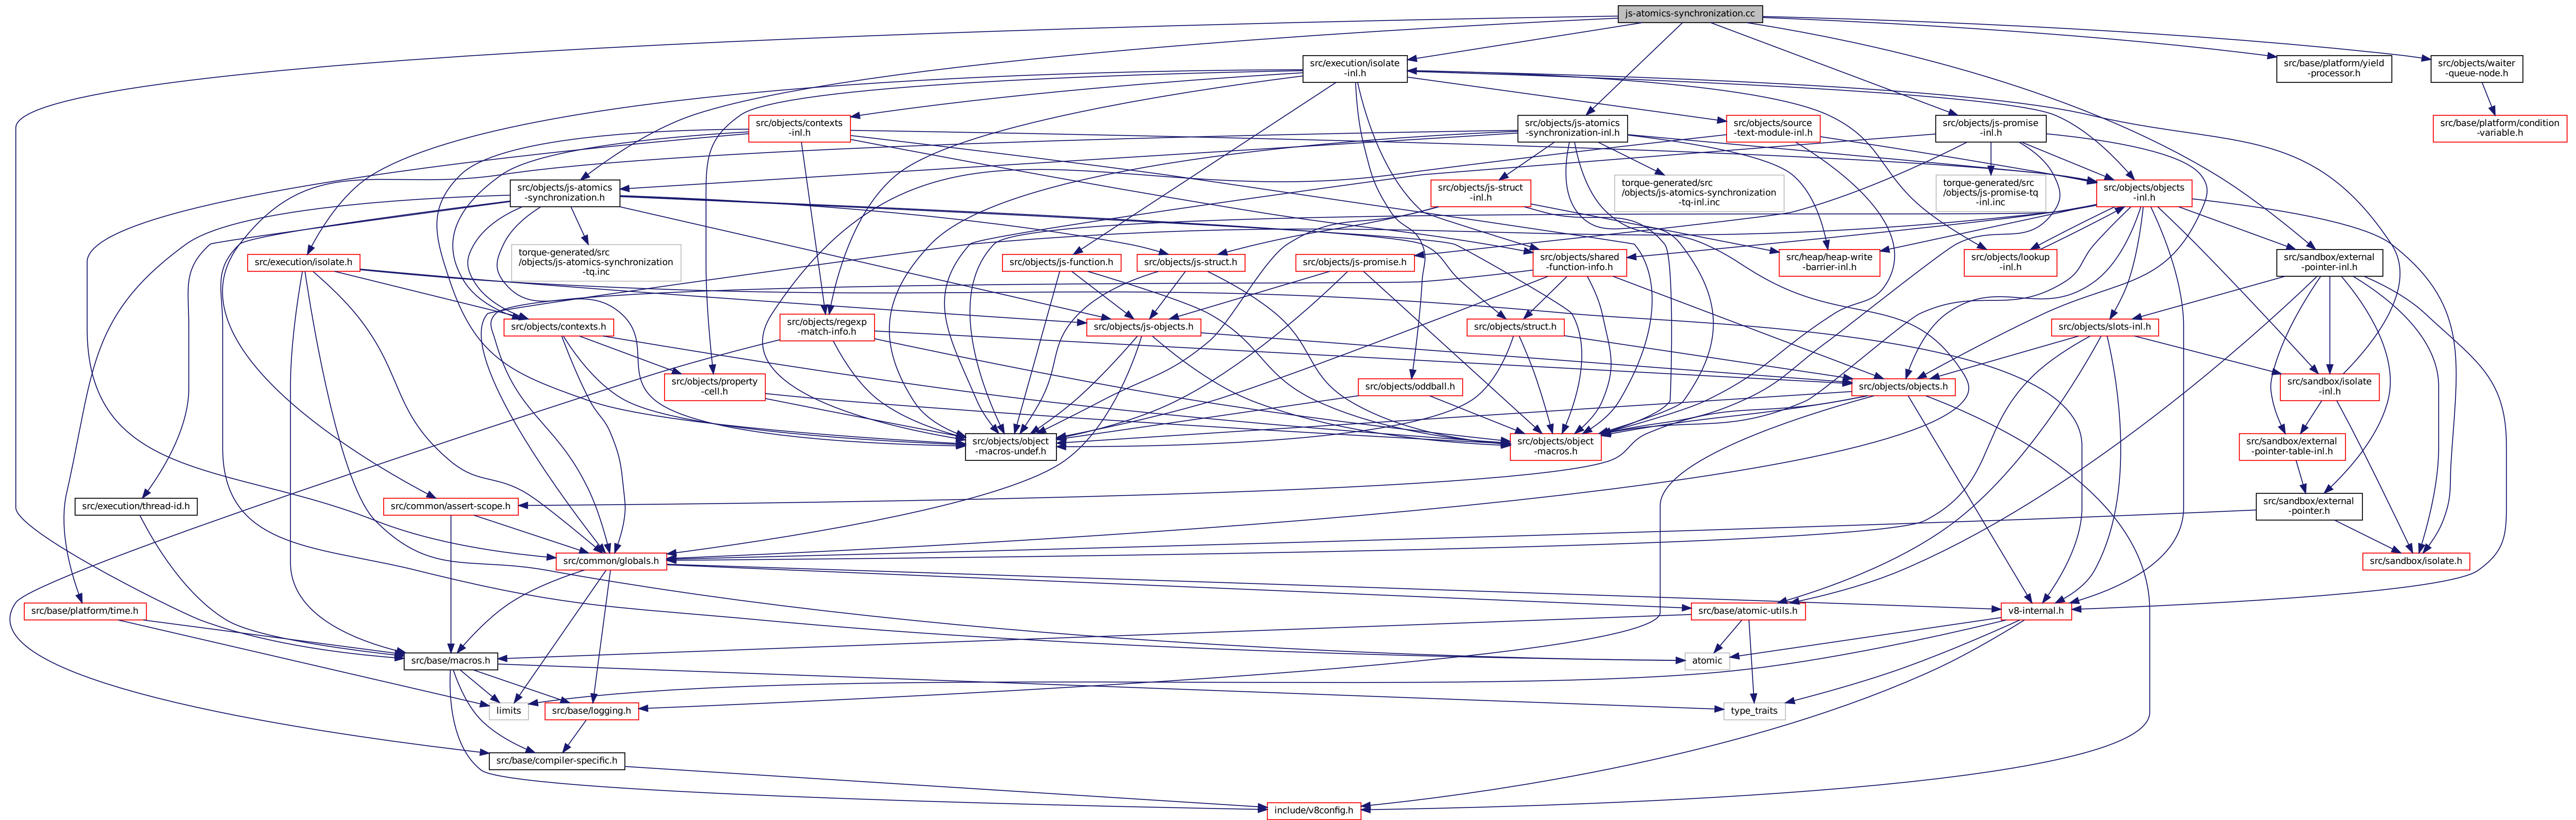 js-atomics-synchronization.cc
src/execution/isolate
-inl.h
src/base/platform/yield
-processor.h
src/objects/waiter
-queue-node.h
src/objects/contexts
-inl.h
src/objects/js-atomics
-synchronization-inl.h
src/objects/source
-text-module-inl.h
src/objects/js-promise
-inl.h
src/base/platform/condition
-variable.h
src/objects/js-atomics
-synchronization.h
src/objects/js-struct
-inl.h
torque-generated/src
/objects/js-atomics-synchronization
-tq-inl.inc
torque-generated/src
/objects/js-promise-tq
-inl.inc
src/objects/objects
-inl.h
src/execution/isolate.h
torque-generated/src
/objects/js-atomics-synchronization
-tq.inc
src/objects/js-function.h
src/objects/js-struct.h
src/objects/js-promise.h
src/objects/shared
-function-info.h
src/heap/heap-write
-barrier-inl.h
src/objects/lookup
-inl.h
src/sandbox/external
-pointer-inl.h
src/objects/contexts.h
src/objects/regexp
-match-info.h
src/objects/js-objects.h
src/objects/struct.h
src/objects/slots-inl.h
src/objects/property
-cell.h
src/objects/oddball.h
src/objects/objects.h
src/sandbox/isolate
-inl.h
src/objects/object
-macros-undef.h
src/objects/object
-macros.h
src/sandbox/external
-pointer-table-inl.h
src/execution/thread-id.h
src/common/assert-scope.h
src/sandbox/external
-pointer.h
src/common/globals.h
src/sandbox/isolate.h
src/base/platform/time.h
src/base/atomic-utils.h
v8-internal.h
src/base/macros.h
atomic
limits
src/base/logging.h
type_traits
src/base/compiler-specific.h
include/v8config.h